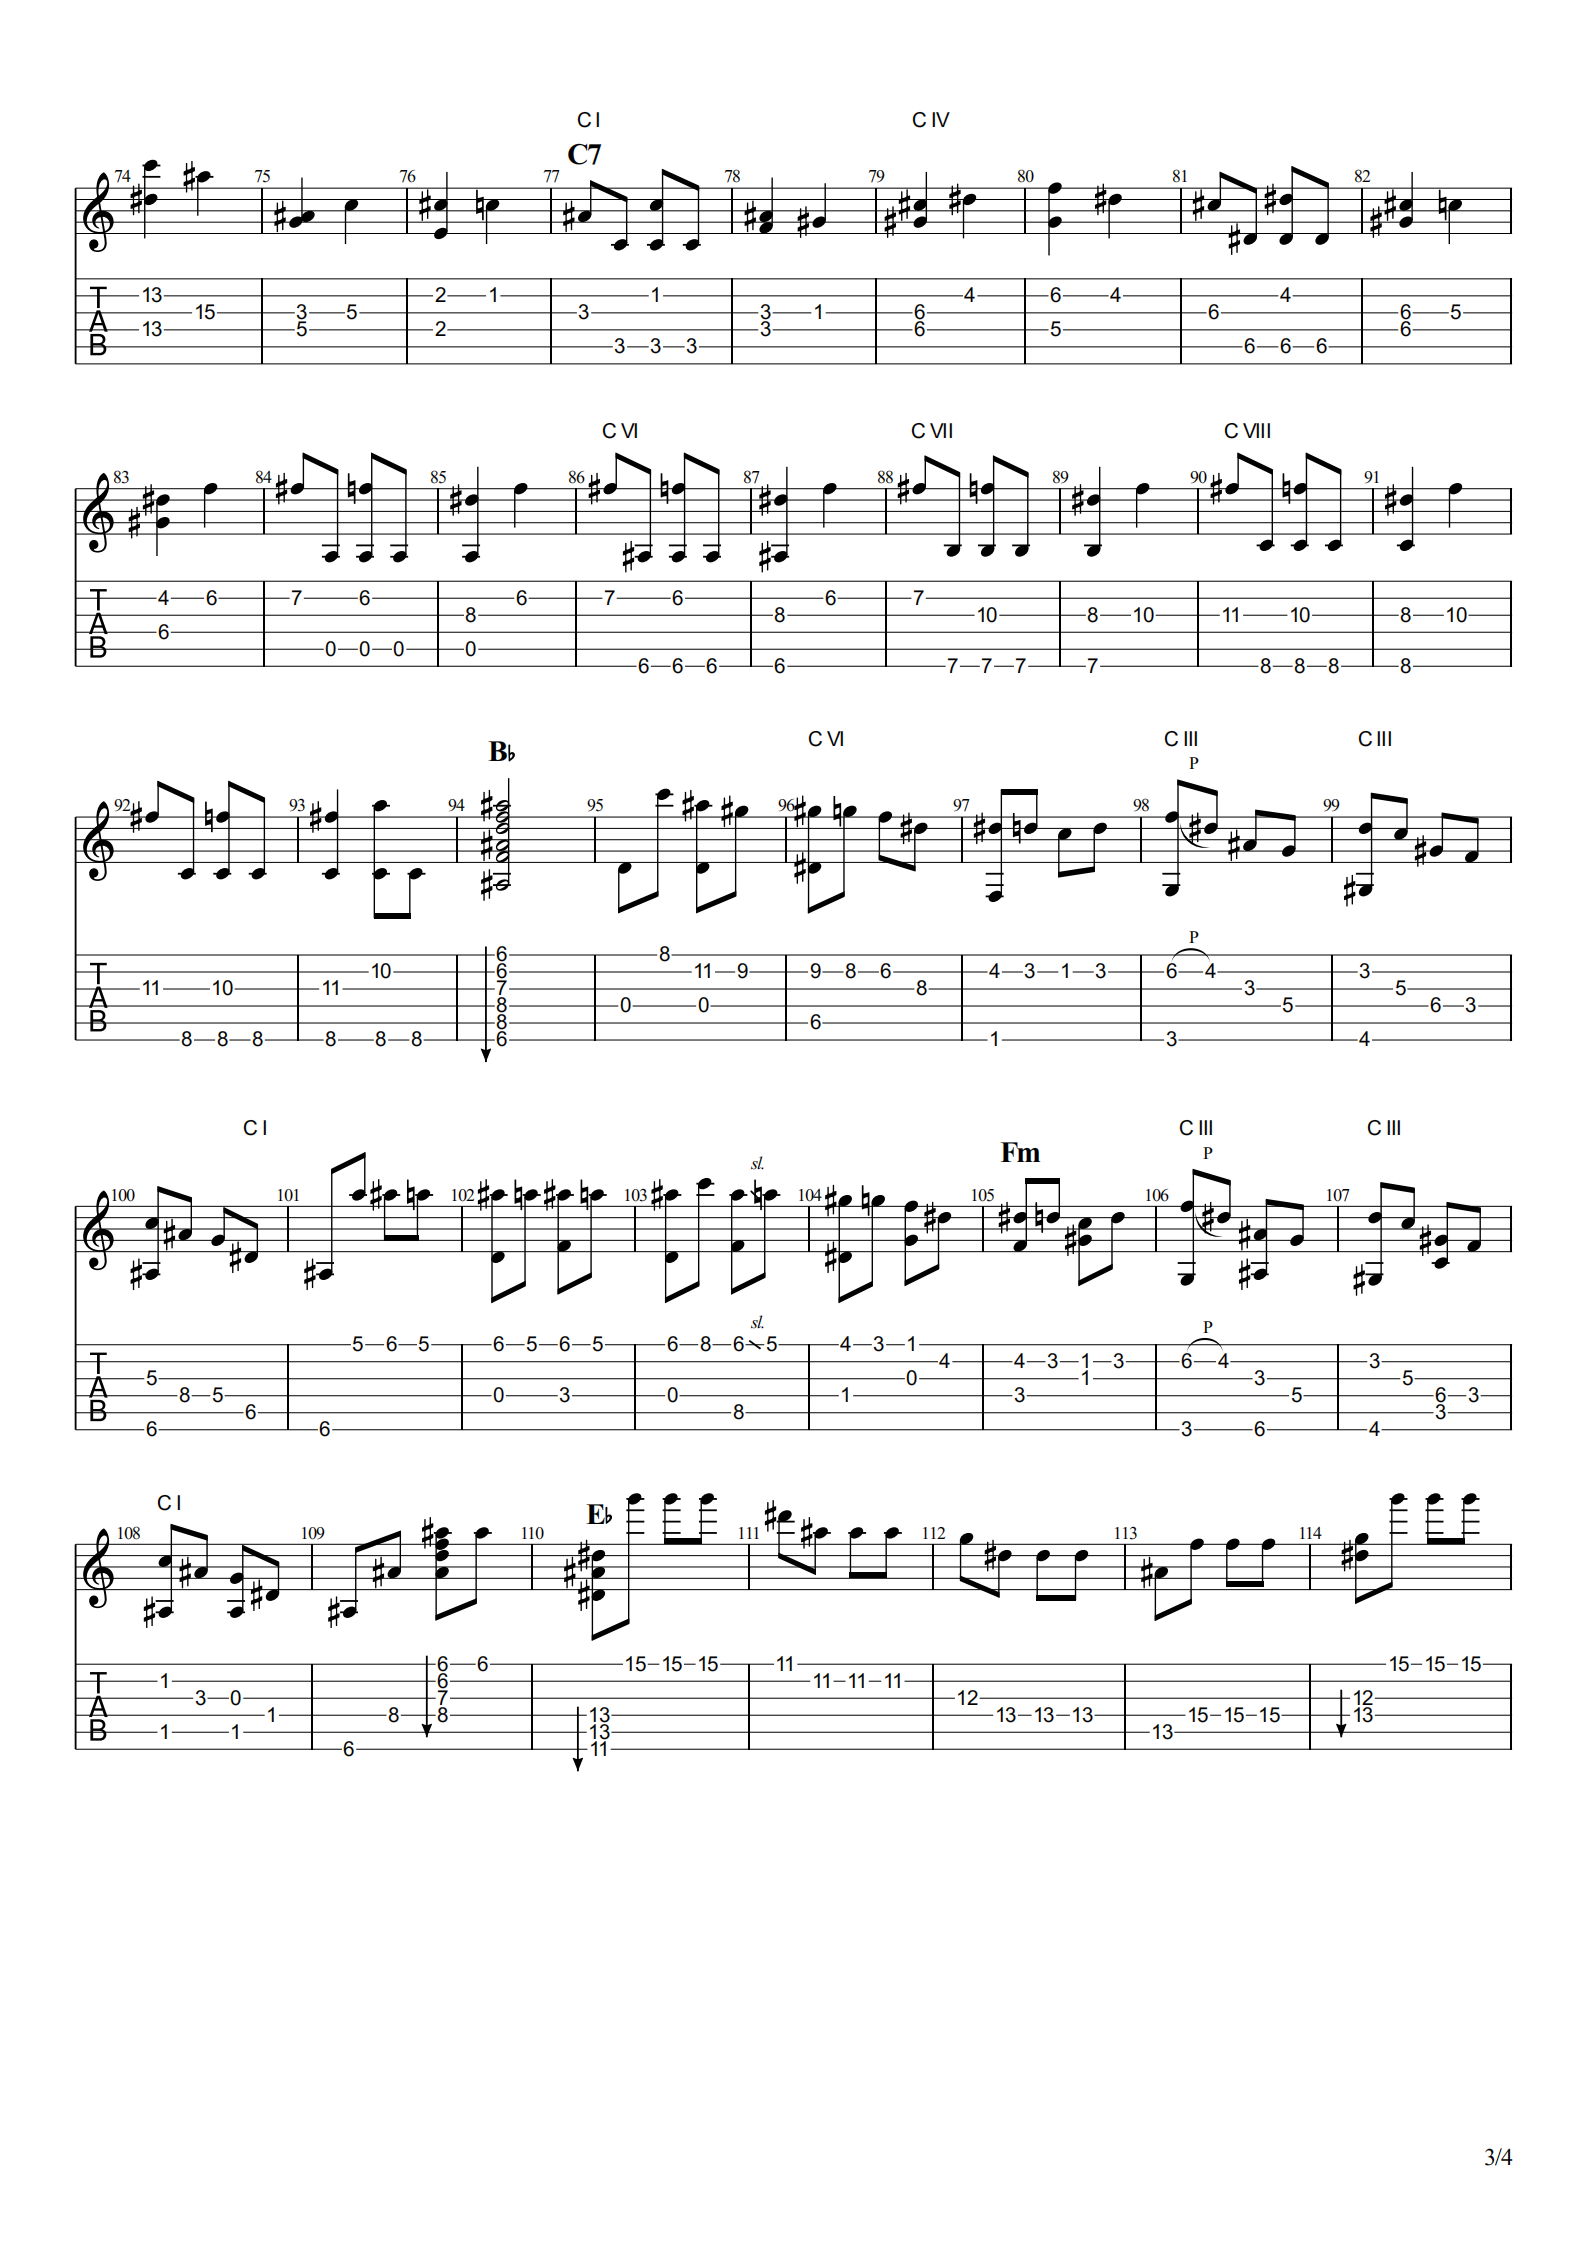 C I C IV
C7
74 75 76 77 78 79 80 81 82
T 13 2 1 1 4 6 4 4
A 13 15 3 5 5 2 3 3 3 1 6 6 5 6 6 6 5
B 3 3 3 6 6 6
C VI C VII C VIII
83 84 85 86 87 88 89 90 91
T 4 6 7 6 6 7 6 6 7
A 6 8 8 10 8 10 11 10 8 10
B 0 0 0 0
6 6 6 6 7 7 7 7 8 8 8 8
B♭ C VI C III C III
P
92 93 94 95 96 97 98 99
P
6 8
T 10 6 11 9 9 8 6 4 3 1 3 6 4 3
11 10 11 7 8 3 5
A 8 0 0 5 6 3
B 8 6
8 8 8 8 8 8 6 1 3 4
C I Fm C III C III
sl. P
100 101 102 103 104 105 106 107
sl. P
5 6 5 6 5 6 5 6 8 6 5 4 3 1
T 4 4 3 1 3 6 4 3
5 0 1 3 5
A 8 5 0 3 0 1 3 5 6 3
B 6 8 3
6 6 3 6 4
C I E♭
108 109 110 111 112 113 114
6 6 15 15 15 11 15 15 15
T 1 6 11 11 11
3 0 7 12 12
A 1 8 8 13 13 13 13 15 15 15 13
B 1 1 13 13
6 11
3/4